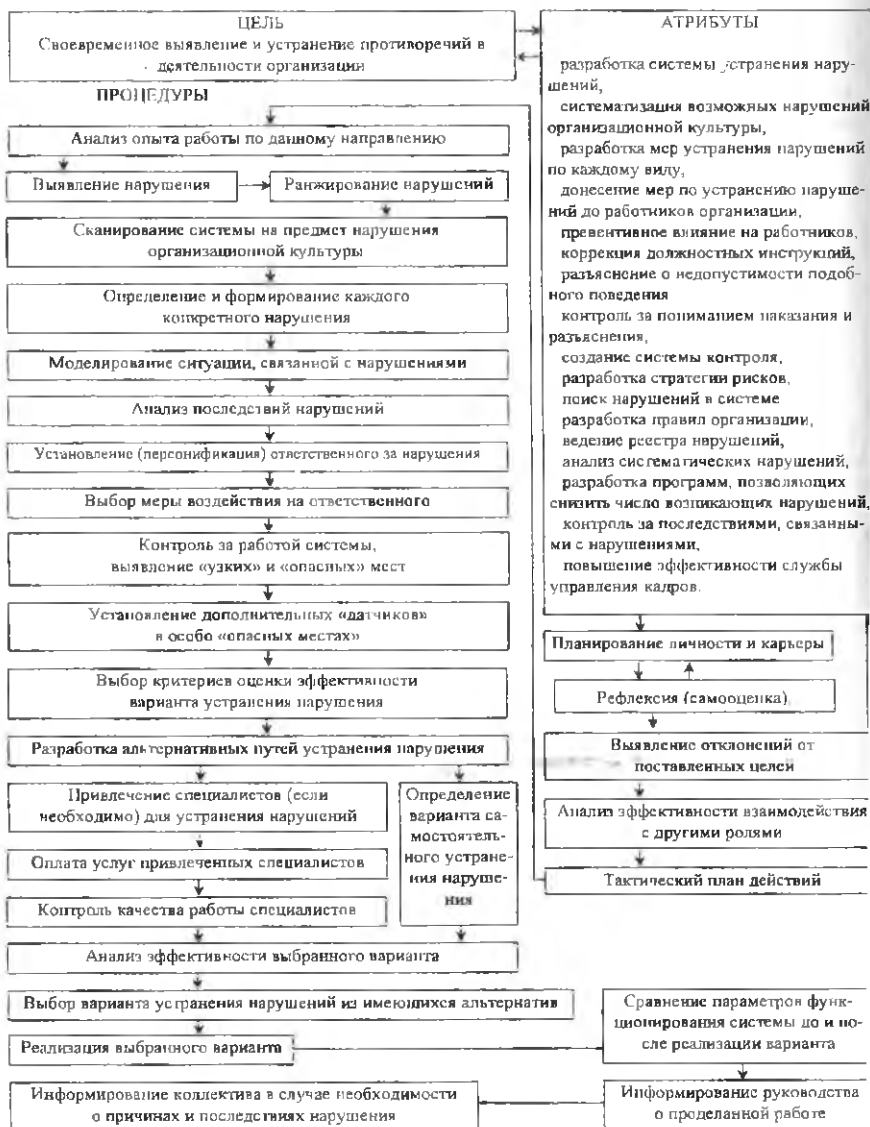 ЦЕЛЬ
Своевременное выявление и устранение противоречий в
деятельности организации
ПРОЦЕДУРЫ
Анализ опыта работы по данному направлению
Выявление нарушения
Ранжирование нарушений
Сканирование системы на предмет нарушения
организационной культуры
Определение и формирование каждого
конкретного нарушения
Моделирование ситуации, связанной с нарушениями
Анализ последствий нарушений
Установление (персонификация) ответственного за нарушения
Выбор меры воздействия на ответственного
Контроль за работой системы,
выявление «узких» и «опасных» мест
Установление дополнительных «датчиков»
в особо «опасных местах»
Выбор критериев оценки эффективности
варианта устранения нарушения
Разработка альтернативных путей устранения нарушения
Привлечение специалистов (если
необходимо) для устранения нарушений
Оплата услуг привлеченных специалистов
Контроль качества работы специалистов
Определение
варианта са-
мостоятель-
ного устране-
ния наруше-
ния
Анализ эффективности выбранного варианта
Выбор варианта устранения нарушений из имеющихся альтернатив
Реализация выбранного варианта
Информирование коллектива в случае необходимости
о причинах и последствиях нарушения
АТРИБУТЫ
разработка системы устранения нару-
шений,
систематизация возможных нарушений
организационной культуры,
разработка мер устранения нарушений
по каждому виду,
донесение мер по устранению наруше-
ний до работников организации,
превентивное влияние на работников,
коррекция должностных инструкций,
разъяснение о недопустимости подоб-
ного поведения
контроль за пониманием наказания и
разъяснения,
создание системы контроля,
разработка стратегии рисков,
поиск нарушений в системе
разработка правил организации,
ведение реестра нарушений,
анализ систематических нарушений,
разработка программ, позволяющих
снизить число возникающих нарушений,
контроль за последствиями, связанны-
ми с нарушениями,
повышение эффективности службы
управления кадров.
Планирование личности и карьеры
Рефлексия (самооценка)
Выявление отклонений от
поставленных целей
Анализ эффективности взаимодействия
с другими ролями
Тактический план действий
Сравнение параметров функ-
ционирования системы до и по-
сле реализации варианта
Информирование руководства
о проделанной работе